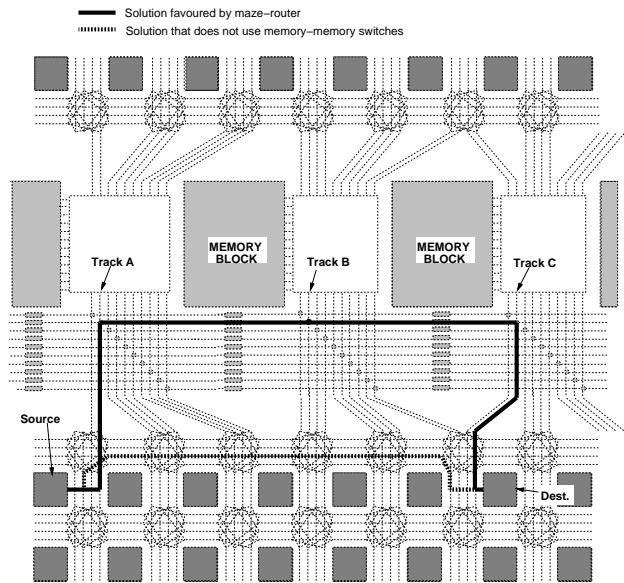 Solution favoured by maze-router
Solution that does not use memory-memory switches
MEMORY
BLOCK
MEMORY
BLOCK
Track A
Track B
Track C
Source
Dest.